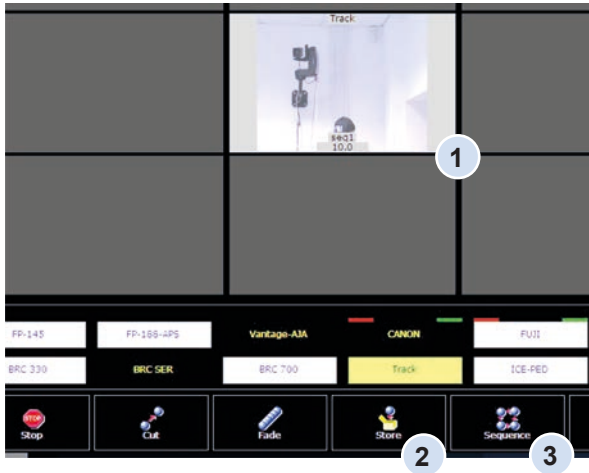 Track
seq1
10.0
1
FP-145
FP-166-APS
Vantage-AJA
CANON
FUJI
BRC 330
BRC SER
BRC 700
Track
ICE-PED
STOP
Stop
Cut
Fade
Store
Sequence
2
3